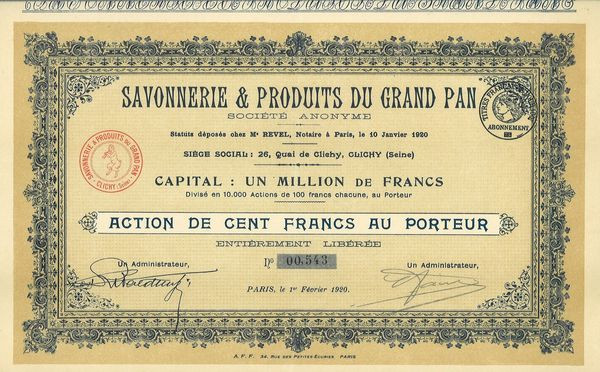 SAVONNERIE & PRODUITS DU GRAND PAN
SOCIÉTÉ ANONYME
TITRES FRANÇAIS
ABONNEMENT
Statuts déposés chez Mᵉ REVEL, Notaire à Paris, le 10 Janvier 1920
SIÈGE SOCIAL : 26, Quai de Clichy, CLICHY (Seine)
SAVONNERIE & PRODUITS DU GRAND PAN
CLICHY (Seine)
CAPITAL : UN MILLION DE FRANCS
Divisé en 10.000 Actions de 100 francs chacune, au Porteur
ACTION DE CENT FRANCS AU PORTEUR
ENTIÈREMENT LIBÉRÉE
Un Administrateur,
Nº 00,543
Un Administrateur,
PARIS, le 1ᵉʳ Février 1920.
A. F. F. 34, RUE DES PETITES-ÉCURIES PARIS